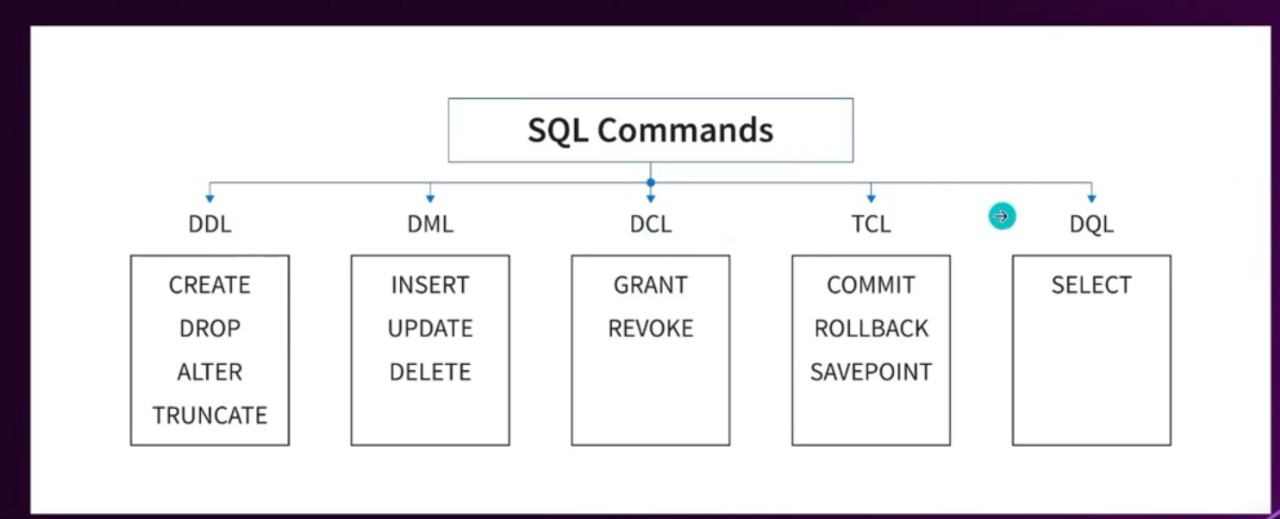 SQL Commands
DDL
DML
DCL
TCL
DQL
CREATE
DROP
ALTER
TRUNCATE
INSERT
UPDATE
DELETE
GRANT
REVOKE
COMMIT
ROLLBACK
SAVEPOINT
SELECT